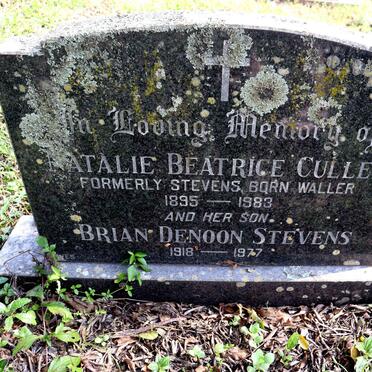 In Loving Memory of
NATALIE BEATRICE CULLE
FORMERLY STEVENS, BORN WALLER
1895 — 1983
AND HER SON
BRIAN DENOON STEVENS
1918 — 1977